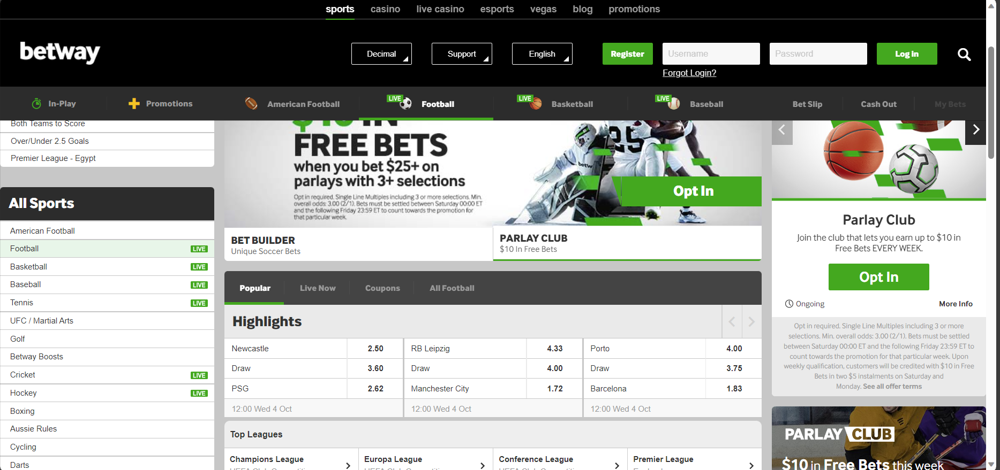 sports casino live casino esports vegas blog promotions
betway
Decimal Support English Register Username Password Log in
Forgot Login?
In-Play Promotions American Football LIVE Football LIVE Basketball LIVE Baseball Bet Slip Cash Out My Bets
Both Teams to Score
Over/Under 2.5 Goals
Premier League - Egypt
All Sports
American Football
Football LIVE
Basketball LIVE
Baseball LIVE
Tennis LIVE
UFC / Martial Arts
Golf
Betway Boosts
Cricket LIVE
Hockey LIVE
Boxing
Aussie Rules
Cycling
Darts
$10 IN
FREE BETS
when you bet $25+ on
parlays with 3+ selections
Opt in required. Single Line Multiples including 3 or more selections. Min.
overall odds: 3.00 (2/1). Bets must be settled between Saturday 00:00 ET
and the following Friday 23:59 ET to count towards the promotion for
that particular week.
betw
25
Opt In
BET BUILDER
Unique Soccer Bets
PARLAY CLUB
$10 In Free Bets
Popular Live Now Coupons All Football
Highlights
Newcastle 2.50 RB Leipzig 4.33 Porto 4.00
Draw 3.60 Draw 4.00 Draw 3.75
PSG 2.62 Manchester City 1.72 Barcelona 1.83
12:00 Wed 4 Oct 12:00 Wed 4 Oct 12:00 Wed 4 Oct
Top Leagues
Champions League Europa League Conference League Premier League
Parlay Club
Join the club that lets you earn up to $10 in
Free Bets EVERY WEEK.
Opt In
Ongoing More Info
Opt in required. Single Line Multiples including 3 or more
selections. Min. overall odds: 3.00 (2/1). Bets must be settled
between Saturday 00:00 ET and the following Friday 23:59 ET to
count towards the promotion for that particular week. Upon
weekly qualification, customers will be credited with $10 in Free
Bets in two $5 instalments on Saturday and
Monday. See all offer terms
PARLAY CLUB
$10 in Free Bets this week